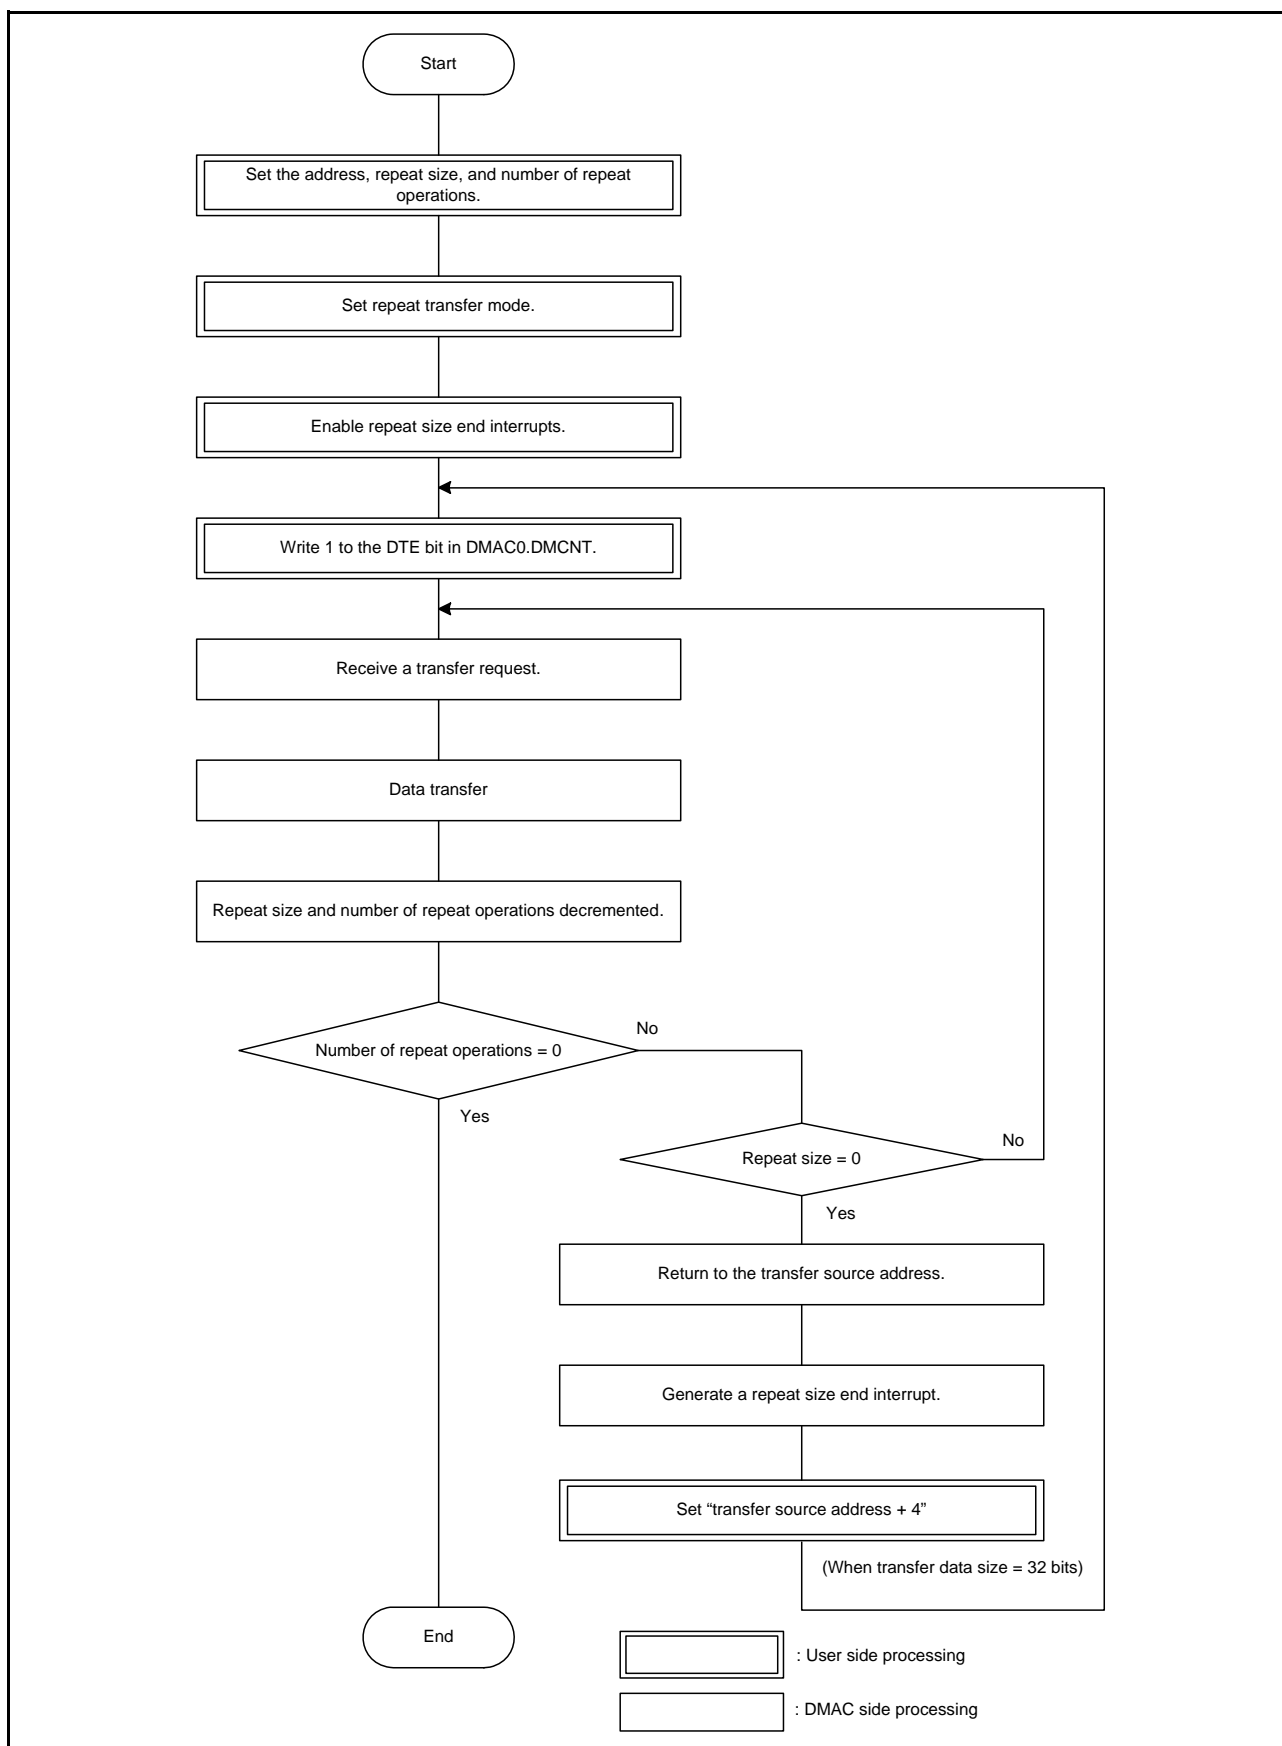 Start
Set the address, repeat size, and number of repeat
operations.
Set repeat transfer mode.
Enable repeat size end interrupts.
Write 1 to the DTE bit in DMAC0.DMCNT.
Receive a transfer request.
Data transfer
Repeat size and number of repeat operations decremented.
No
Number of repeat operations = 0
Yes
No
Repeat size = 0
Yes
Return to the transfer source address.
Generate a repeat size end interrupt.
Set “transfer source address + 4”
(When transfer data size = 32 bits)
End
: User side processing
: DMAC side processing